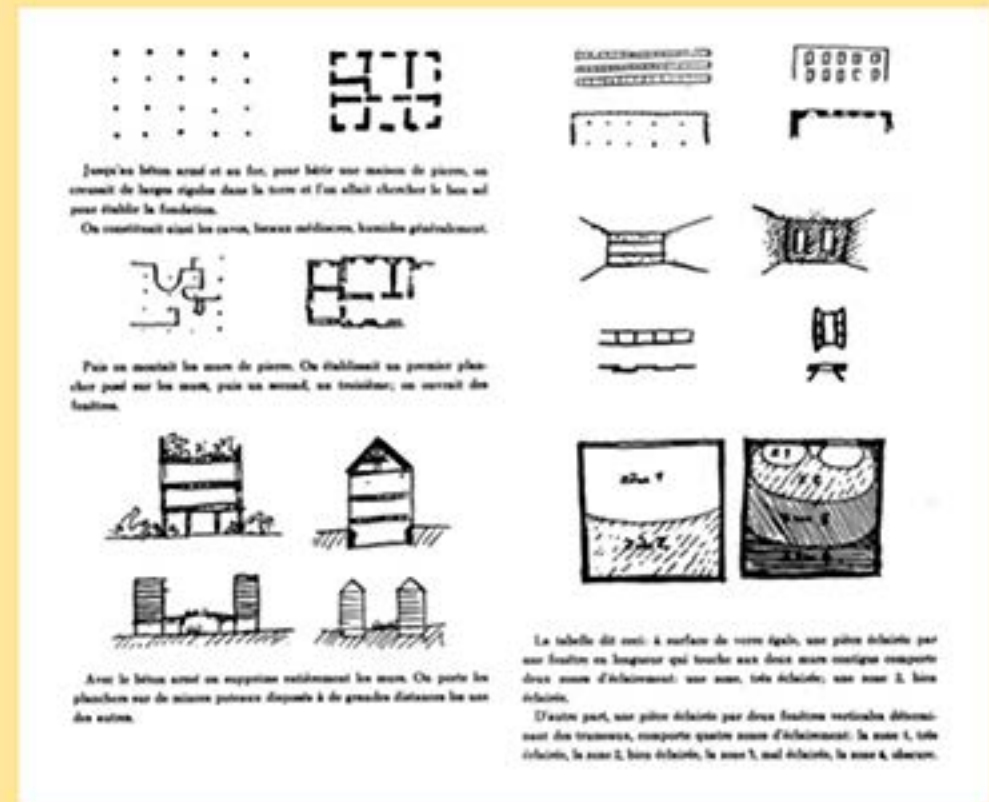 Jusqu'au béton armé et au fer, pour bâtir une maison de pierre, on
creusait de larges rigoles dans la terre et l'on allait chercher le bon sol
pour établir la fondation.
On constituait ainsi les caves, locaux médiocres, humides généralement.
Puis on montait les murs de pierre. On établissait un premier plan-
cher posé sur les murs, puis un second, un troisième; on ouvrait des
fenêtres.
Avec le béton armé on supprime entièrement les murs. On porte les
planchers sur de minces poteaux disposés à de grandes distances les uns
des autres.
zone 1
zone 2
La tabelle dit ceci: à surface de verre égale, une pièce éclairée par
une fenêtre en longueur qui touche aux deux murs contigus comporte
deux zones d'éclairement: une zone, très éclairée; une zone 2, bien
éclairée.
D'autre part, une pièce éclairée par deux fenêtres verticales détermi-
nant des trumeaux, comporte quatre zones d'éclairement: la zone 1, très
éclairée, la zone 2, bien éclairée, la zone 3, mal éclairée, la zone 4, obscure.